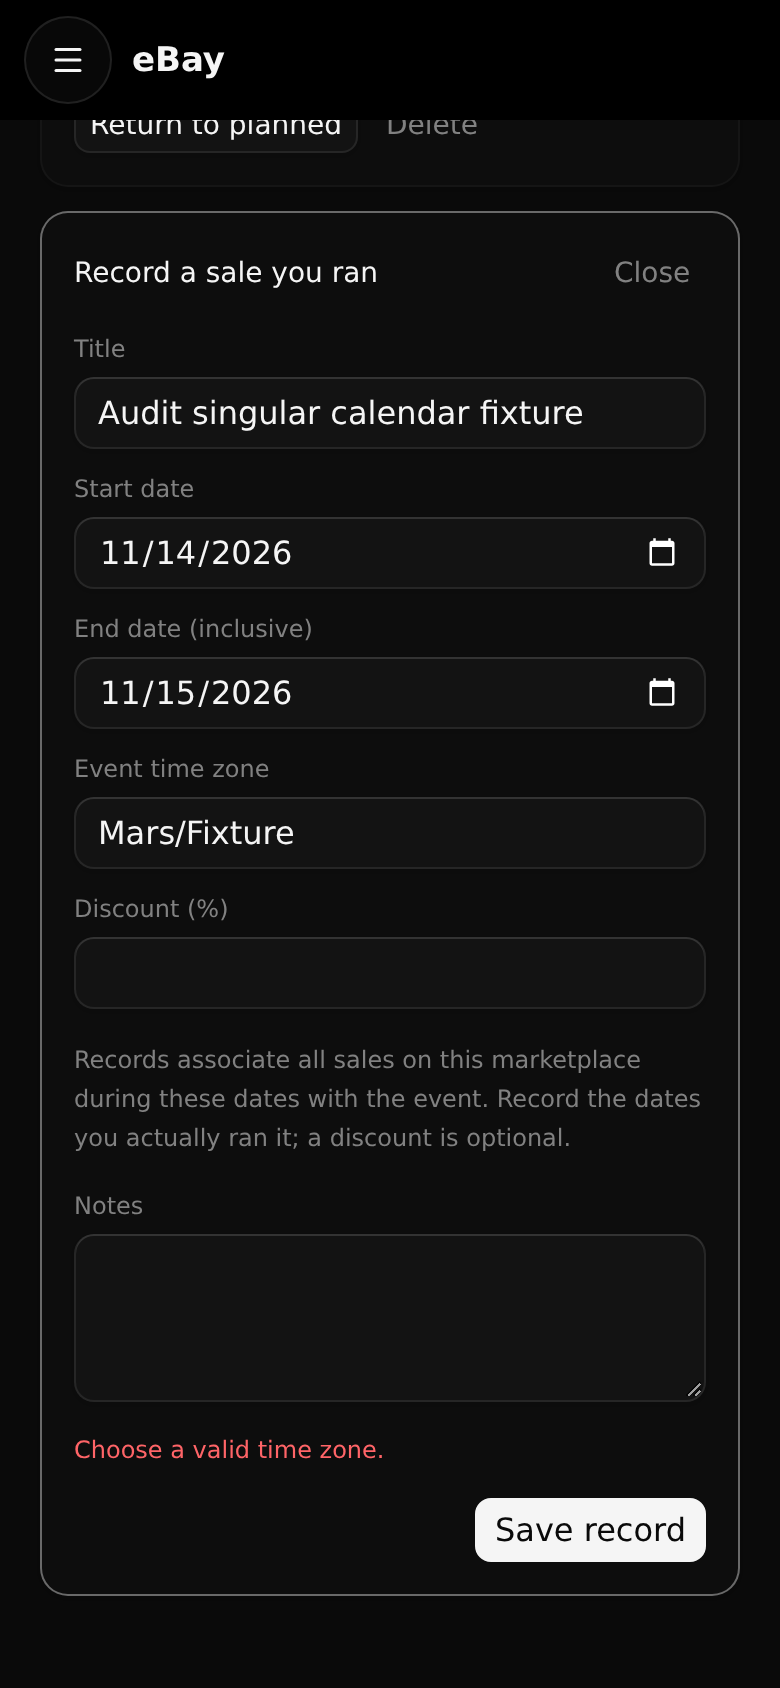 eBay
Return to planned
Delete
Record a sale you ran
Close
Title
Audit singular calendar fixture
Start date
11/14/2026
End date (inclusive)
11/15/2026
Event time zone
Mars/Fixture
Discount (%)
Records associate all sales on this marketplace
during these dates with the event. Record the dates
you actually ran it; a discount is optional.
Notes
Choose a valid time zone.
Save record